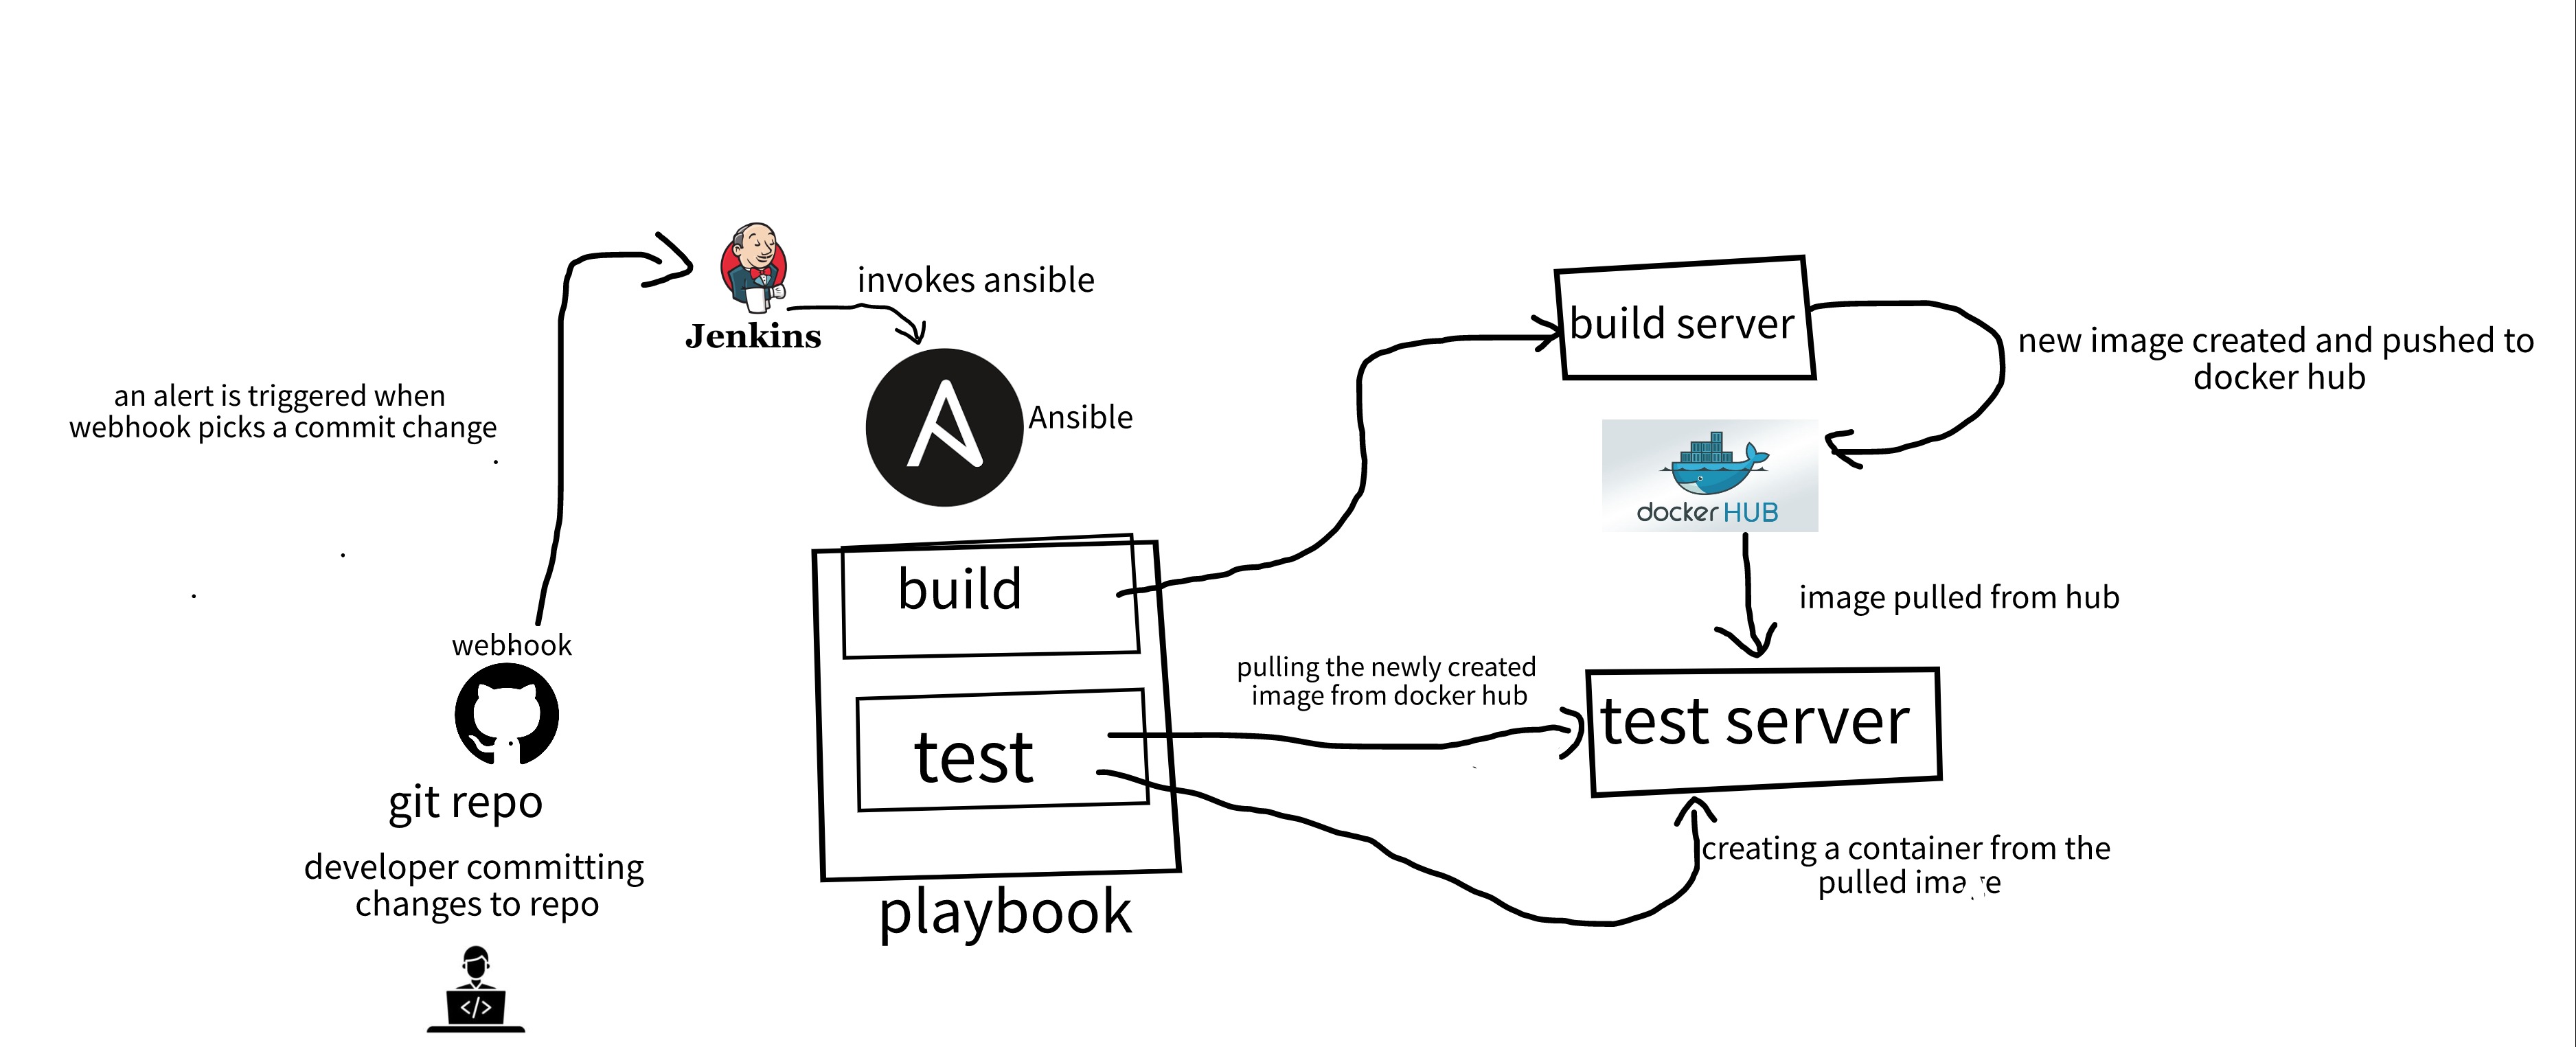 invokes ansible
Jenkins
Ansible
an alert is triggered when
webhook picks a commit change
webhook
git repo
developer committing
changes to repo
</>
build
test
playbook
build server
new image created and pushed to
docker hub
docker HUB
image pulled from hub
pulling the newly created
image from docker hub
test server
creating a container from the
pulled image